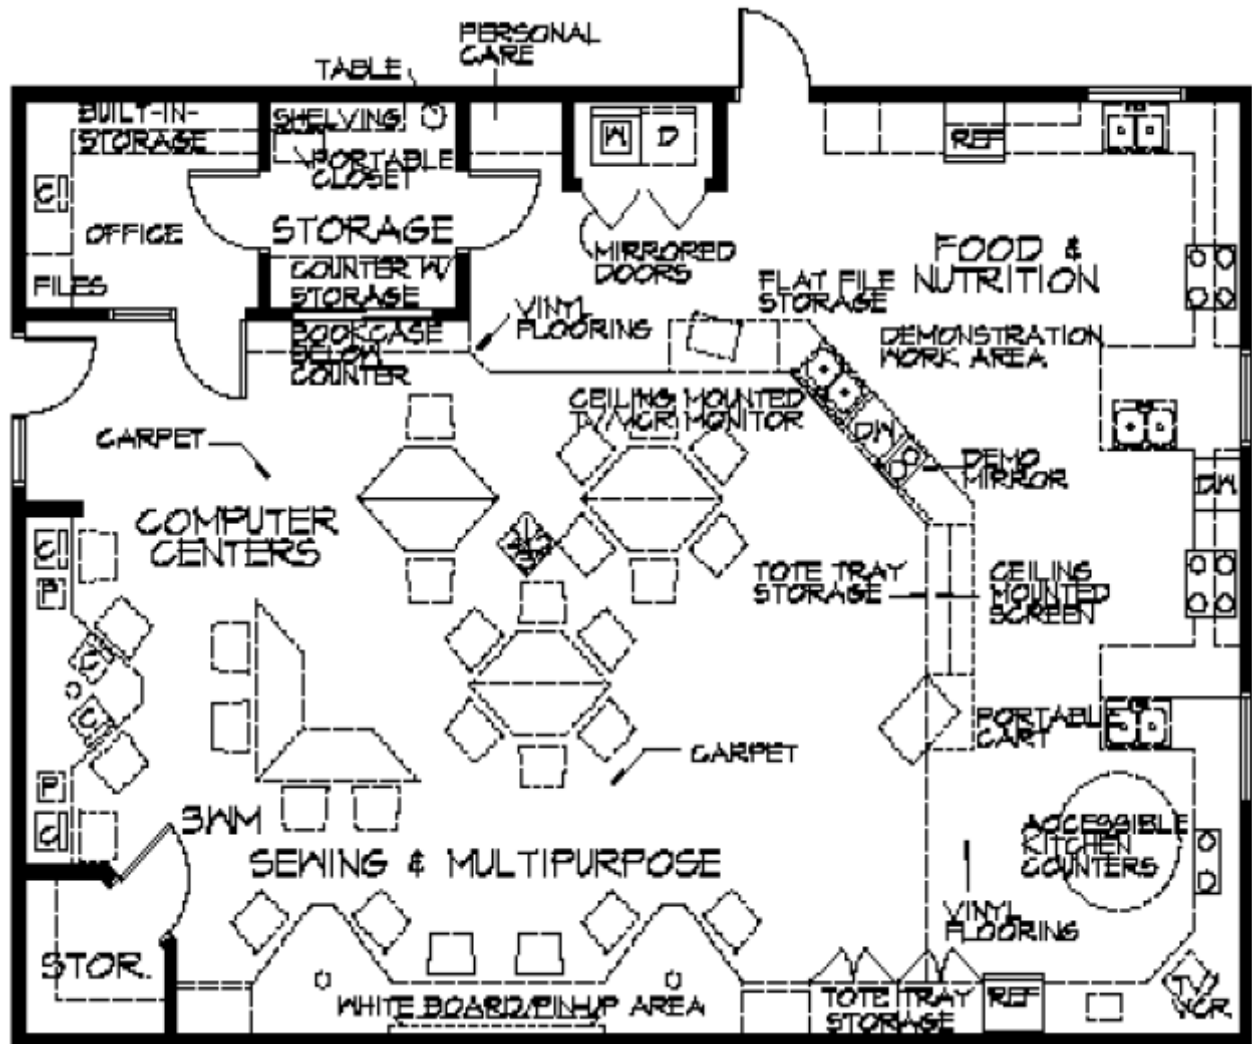 PERSONAL
CARE
TABLE
BUILT-IN-
STORAGE
SHELVING
PORTABLE
CLOSET
W
D
REF
C
OFFICE
STORAGE
MIRRORED
DOORS
FOOD &
NUTRITION
FILES
COUNTER W/
STORAGE
FLAT FILE
STORAGE
VINYL
FLOORING
BOOKCASE
BELOW
COUNTER
DEMONSTRATION
WORK AREA
CEILING MOUNTED
TV/VCR MONITOR
CARPET
DW
DEMO
MIRROR
DW
COMPUTER
CENTERS
C
P
TOTE TRAY
STORAGE
CEILING
MOUNTED
SCREEN
C
C
PORTABLE
CART
CARPET
P
C
3WM
ACCESSIBLE
KITCHEN
COUNTERS
SEWING & MULTIPURPOSE
VINYL
FLOORING
STOR.
WHITE BOARD/PIN-UP AREA
TOTE TRAY
STORAGE
REF
TV/
VCR